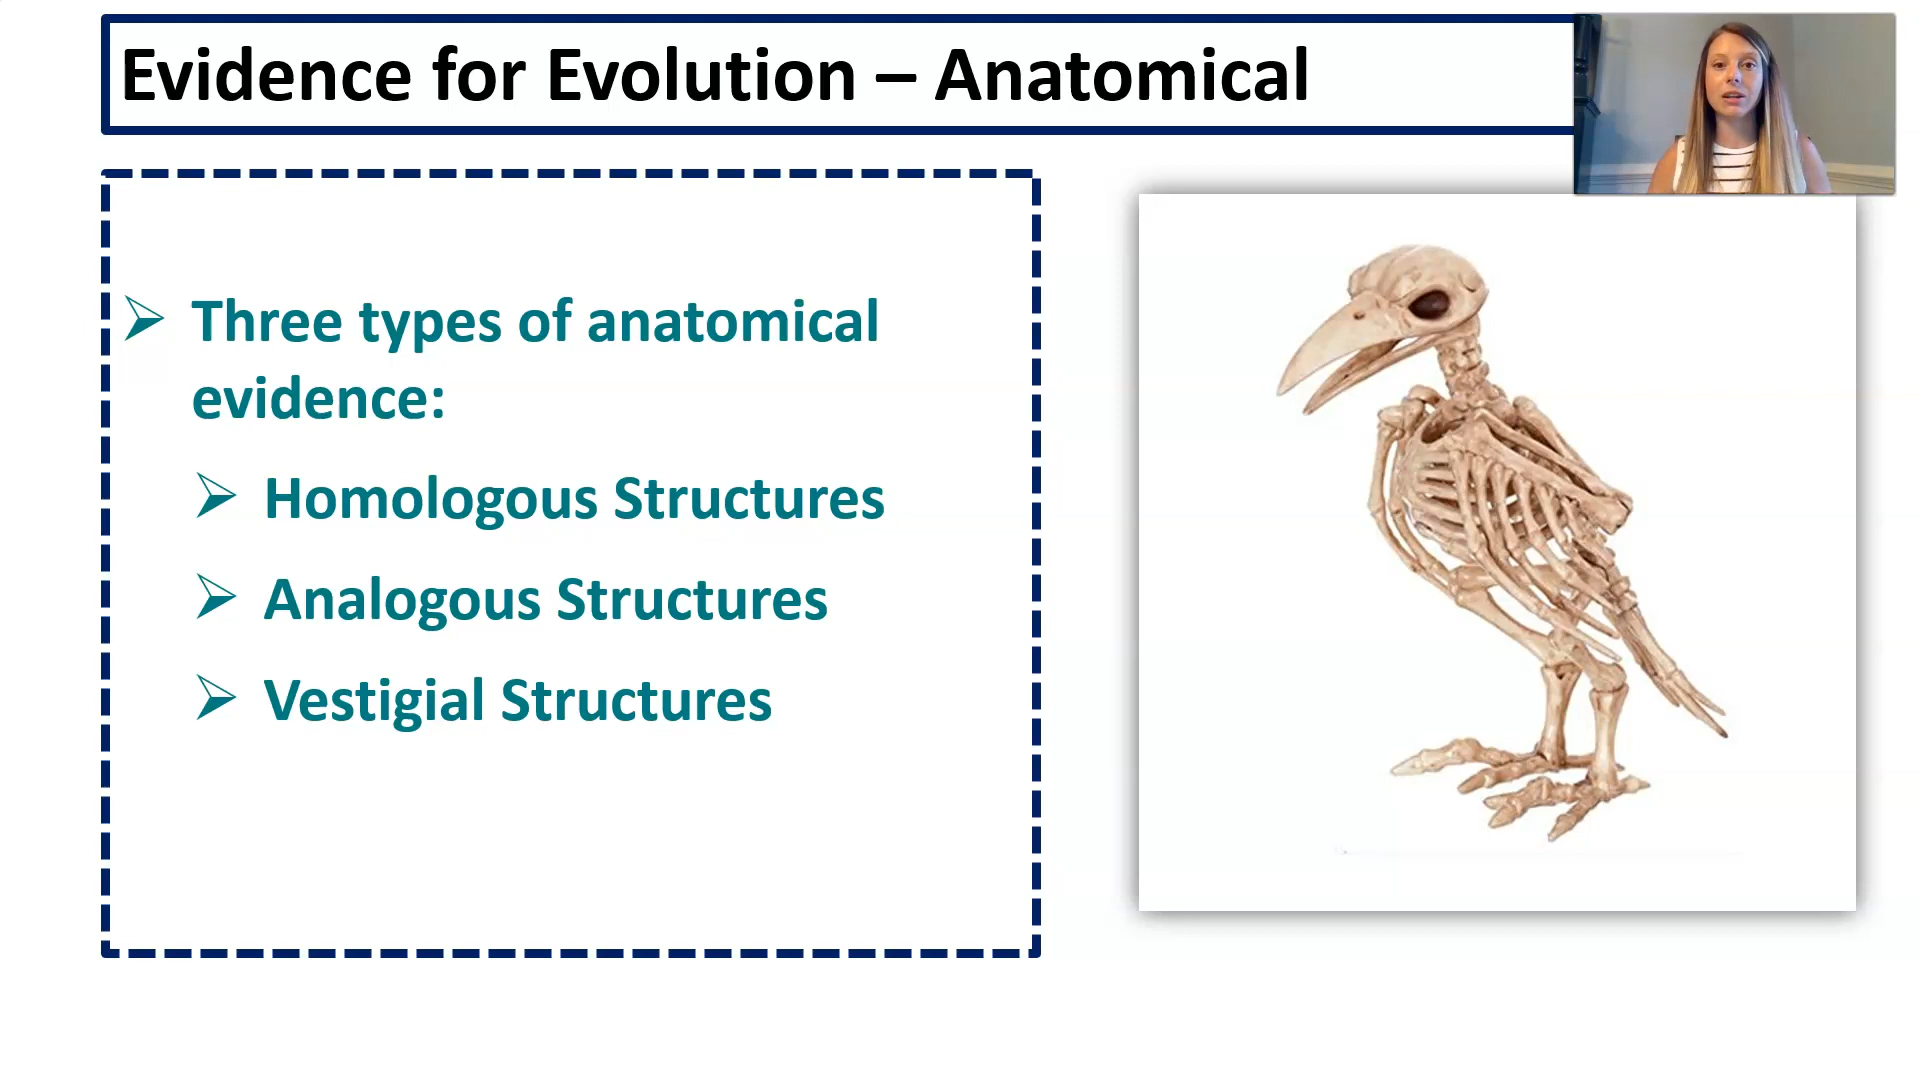 Evidence for Evolution – Anatomical
Three types of anatomical
evidence:
Homologous Structures
Analogous Structures
Vestigial Structures